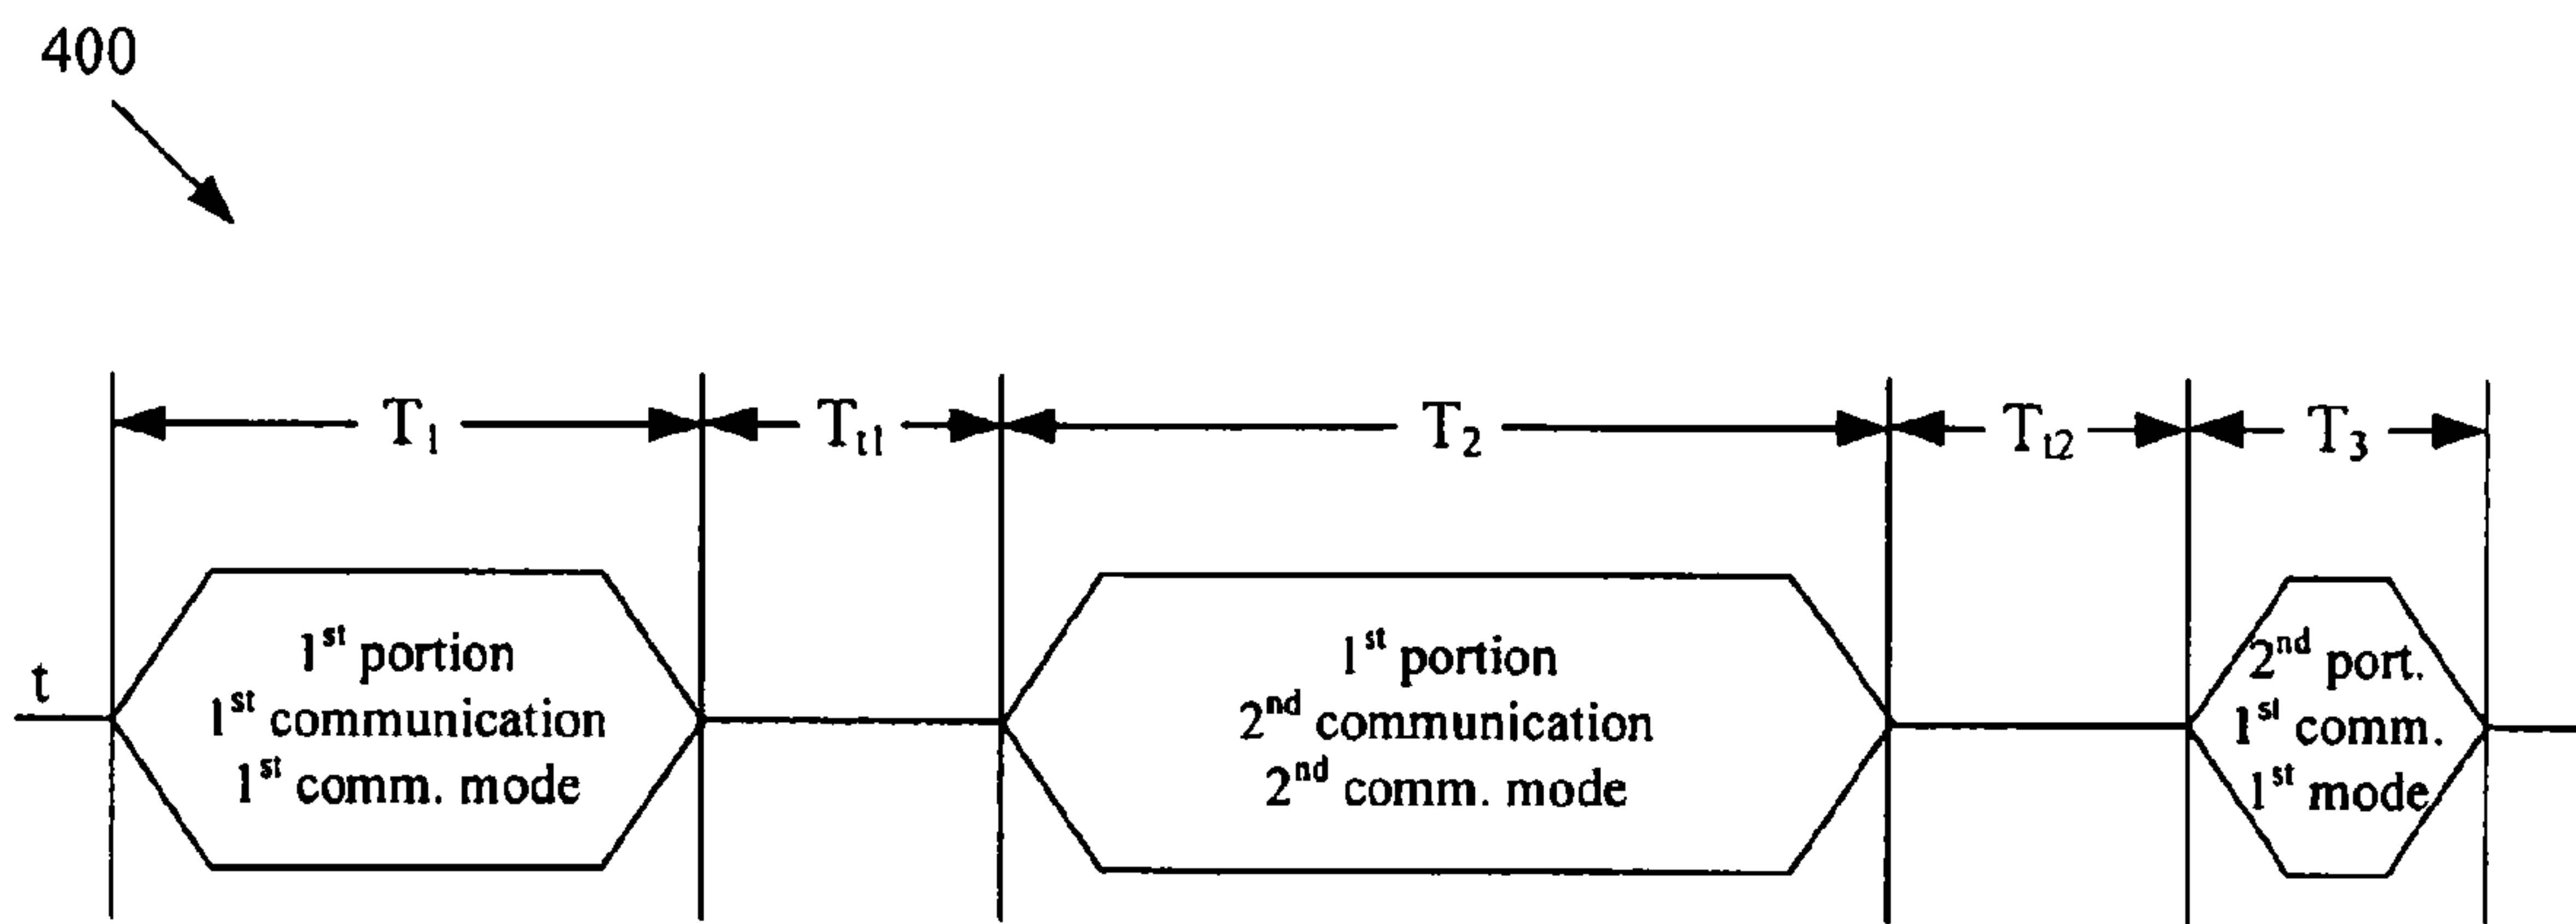 400
T₁
Tₜ₁
T₂
Tₜ₂
T₃
t
1ˢᵗ portion
1ˢᵗ communication
1ˢᵗ comm. mode
1ˢᵗ portion
2ⁿᵈ communication
2ⁿᵈ comm. mode
2ⁿᵈ port.
1ˢᵗ comm.
1ˢᵗ mode